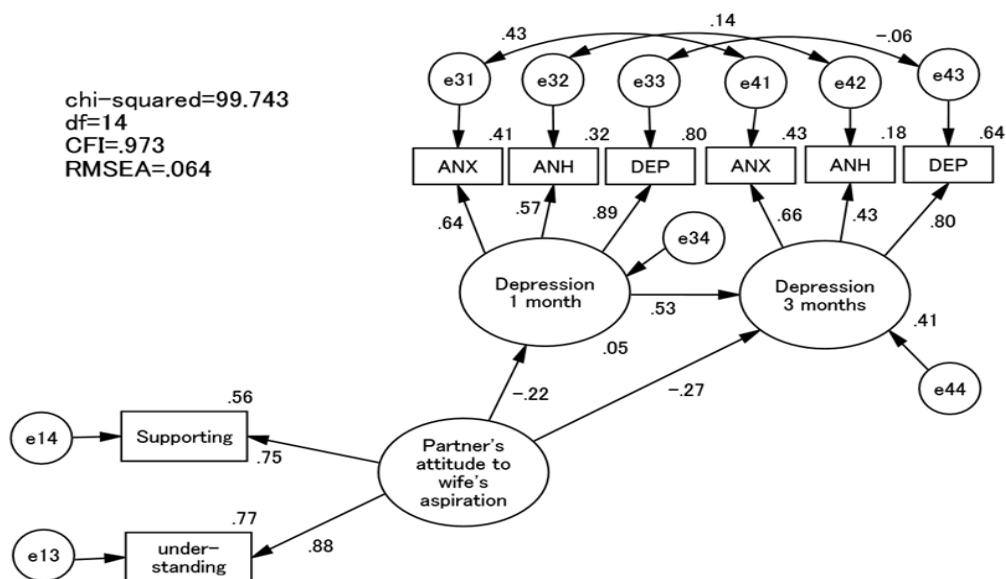 .43
.14
-.06
e31
e32
e33
e41
e42
e43
chi-squared=99.743
df=14
CFI=.973
RMSEA=.064
.41
.32
.80
.43
.18
.64
ANX
ANH
DEP
ANX
ANH
DEP
.64
.57
.89
.66
.43
.80
e34
Depression
1 month
.53
Depression
3 months
.05
.41
-.22
-.27
e44
.56
e14
Supporting
.75
Partner's
attitude to
wife's
aspiration
.77
.88
e13
under-
standing